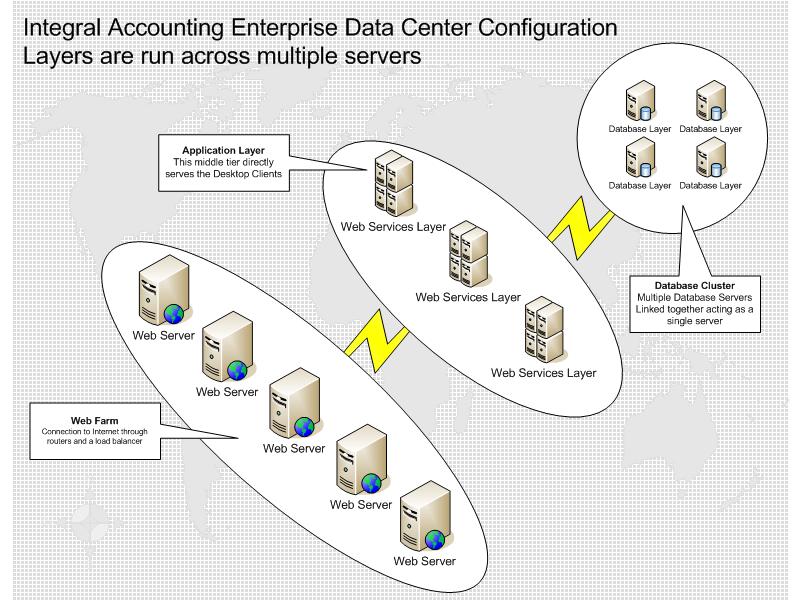 Integral Accounting Enterprise Data Center Configuration
Layers are run across multiple servers
Database Layer
Database Layer
Database Layer
Database Layer
Application Layer
This middle tier directly
serves the Desktop Clients
Web Services Layer
Web Services Layer
Web Services Layer
Database Cluster
Multiple Database Servers
Linked together acting as a
single server
Web Server
Web Server
Web Server
Web Server
Web Server
Web Farm
Connection to Internet through
routers and a load balancer